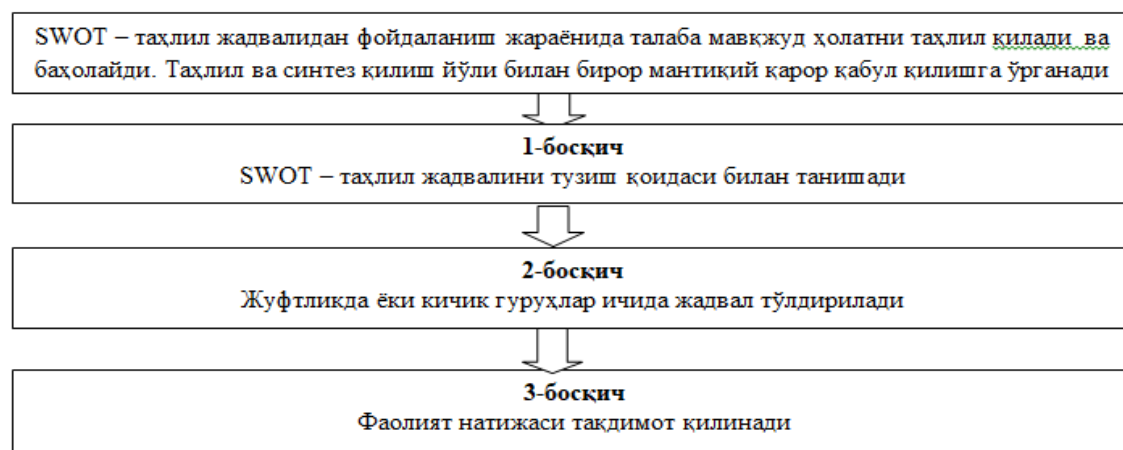 SWOT – таҳлил жадвалидан фойдаланиш жараёнида талаба мавқжуд ҳолатни таҳлил қилади ва
баҳолайди. Таҳлил ва синтез қилиш йўли билан бирор мантиқий қарор қабул қилишга ўрганади
1-босқич
SWOT – таҳлил жадвалини тузиш қоидаси билан танишади
2-босқич
Жуфтликда ёки кичик гуруҳлар ичида жадвал тўлдирилади
3-босқич
Фаолият натижаси тақдимот қилинади